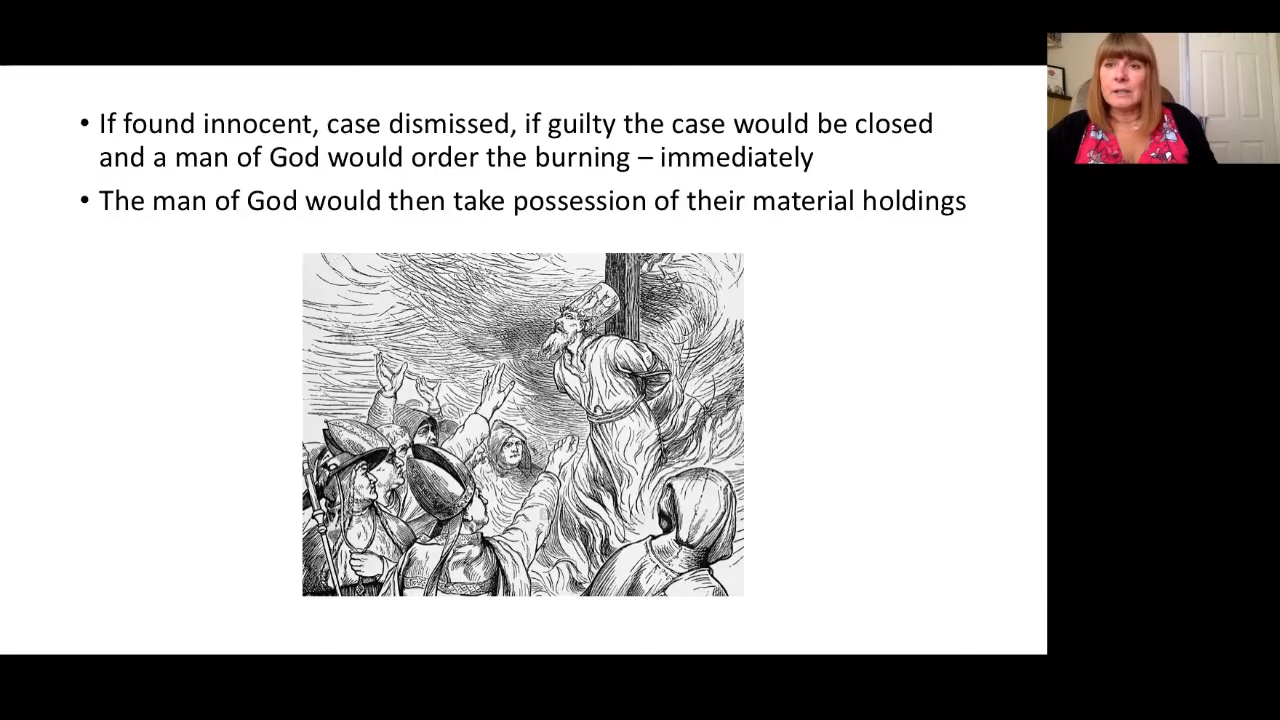 • If found innocent, case dismissed, if guilty the case would be closed
and a man of God would order the burning – immediately
• The man of God would then take possession of their material holdings